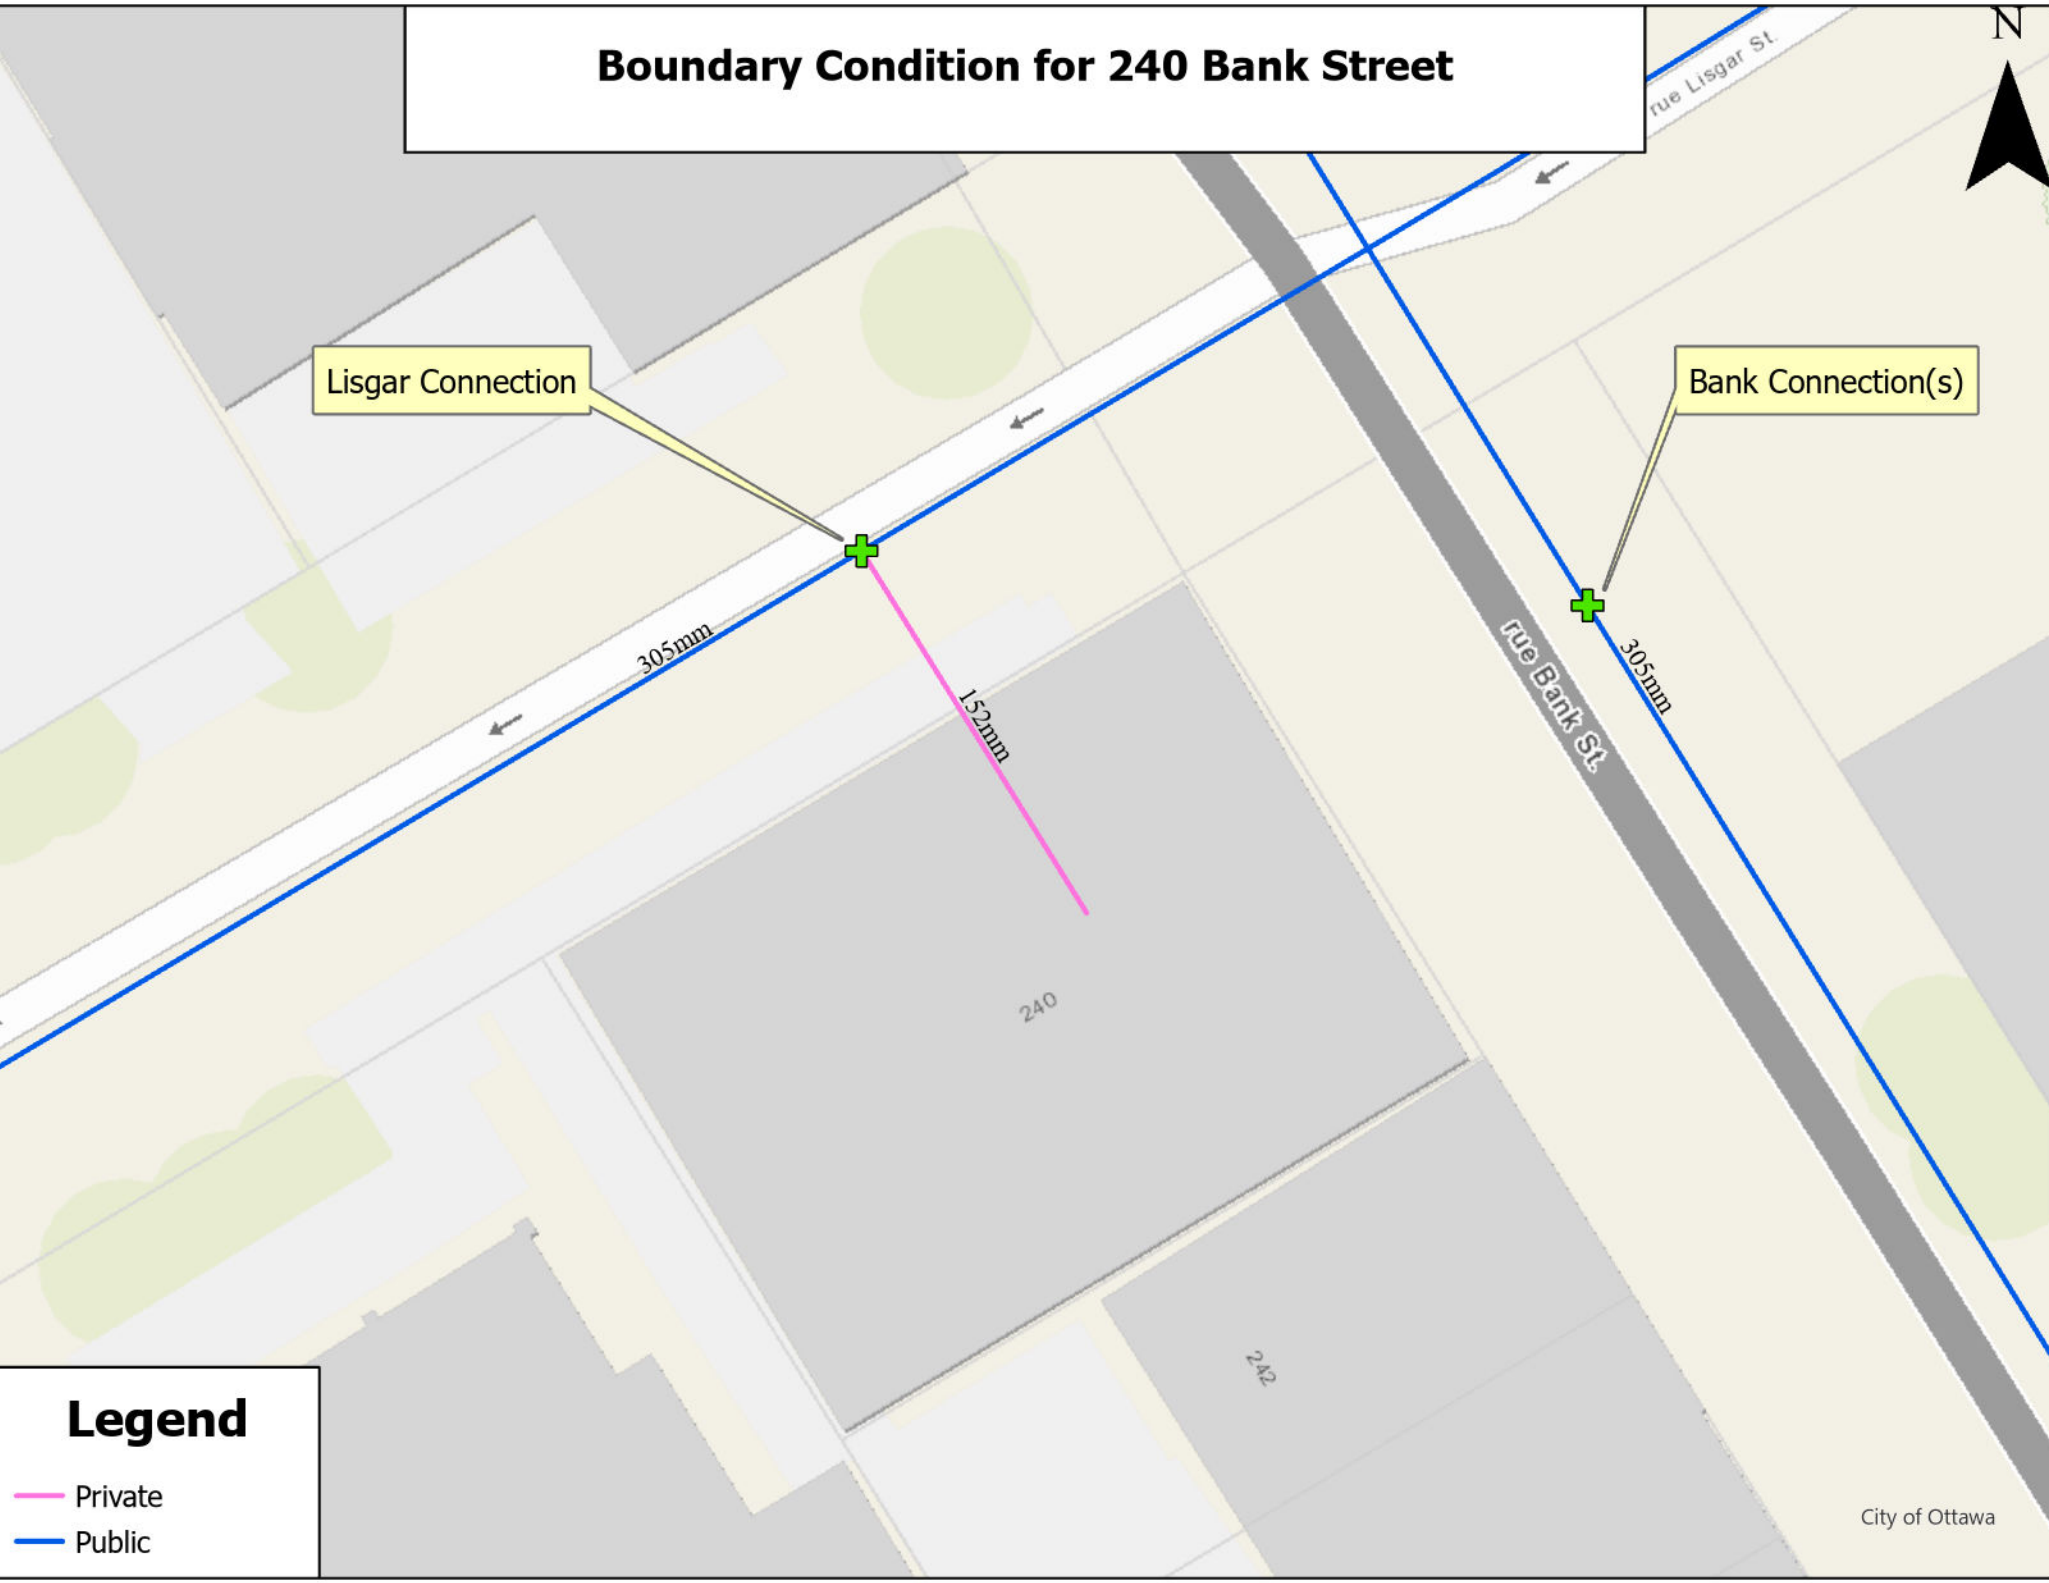 Boundary Condition for 240 Bank Street
N
rue Lisgar St.
Lisgar Connection
Bank Connection(s)
305mm
305mm
152mm
rue Bank St.
240
242
Legend
Private
Public
City of Ottawa